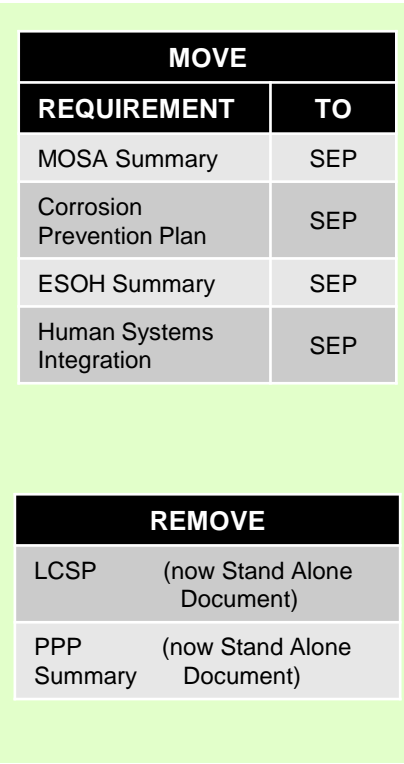 MOVE
REQUIREMENT TO
MOSA Summary SEP
Corrosion
Prevention Plan SEP
ESOH Summary SEP
Human Systems
Integration SEP
REMOVE
LCSP (now Stand Alone
Document)
PPP (now Stand Alone
Summary Document)